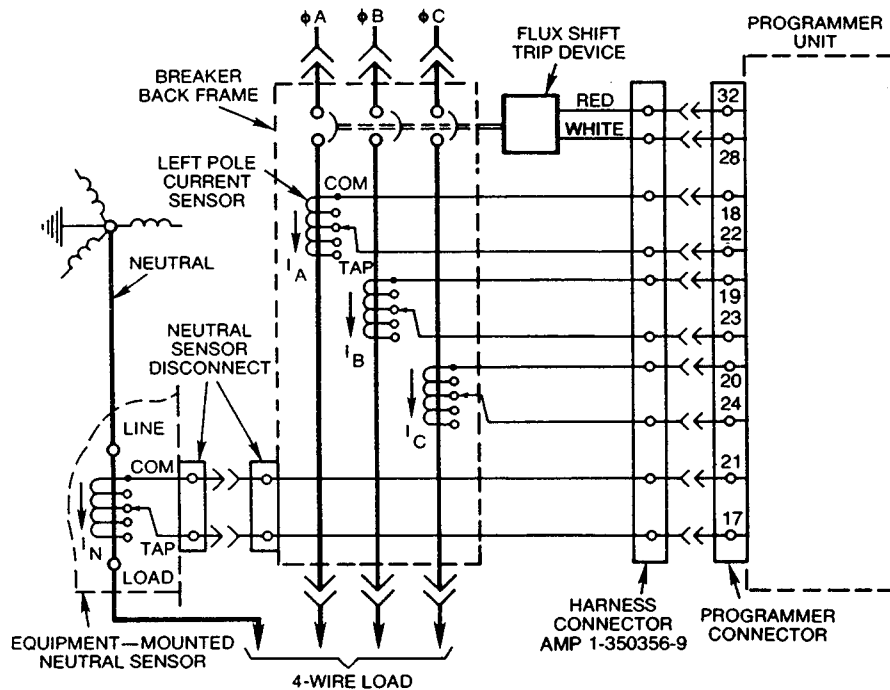 ϕA
ϕB
ϕC
FLUX SHIFT
TRIP DEVICE
PROGRAMMER
UNIT
BREAKER
BACK FRAME
RED
32
WHITE
28
LEFT POLE
CURRENT
SENSOR
COM
18
22
TAP
I A
19
23
NEUTRAL
NEUTRAL
SENSOR
DISCONNECT
I B
20
24
I C
LINE
COM
21
17
I N
TAP
LOAD
EQUIPMENT—MOUNTED
NEUTRAL SENSOR
HARNESS
CONNECTOR
AMP 1-350356-9
PROGRAMMER
CONNECTOR
4-WIRE LOAD